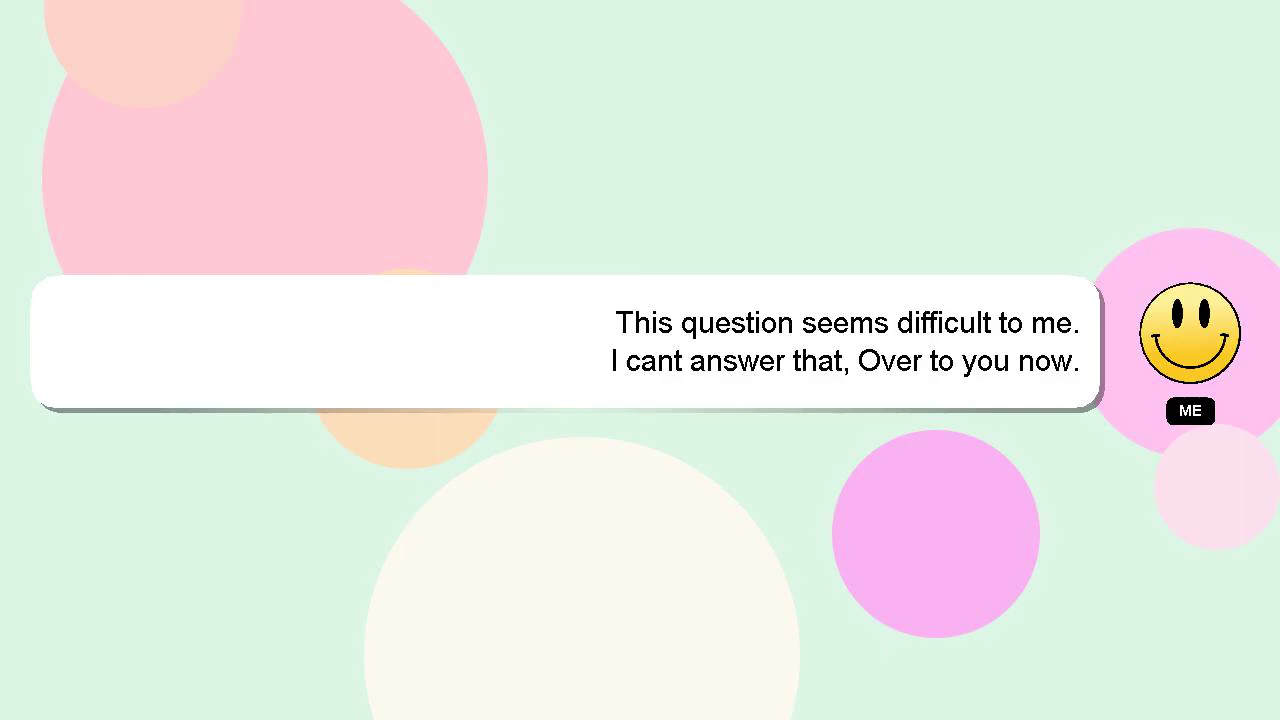 This question seems difficult to me.
I cant answer that, Over to you now.
ME